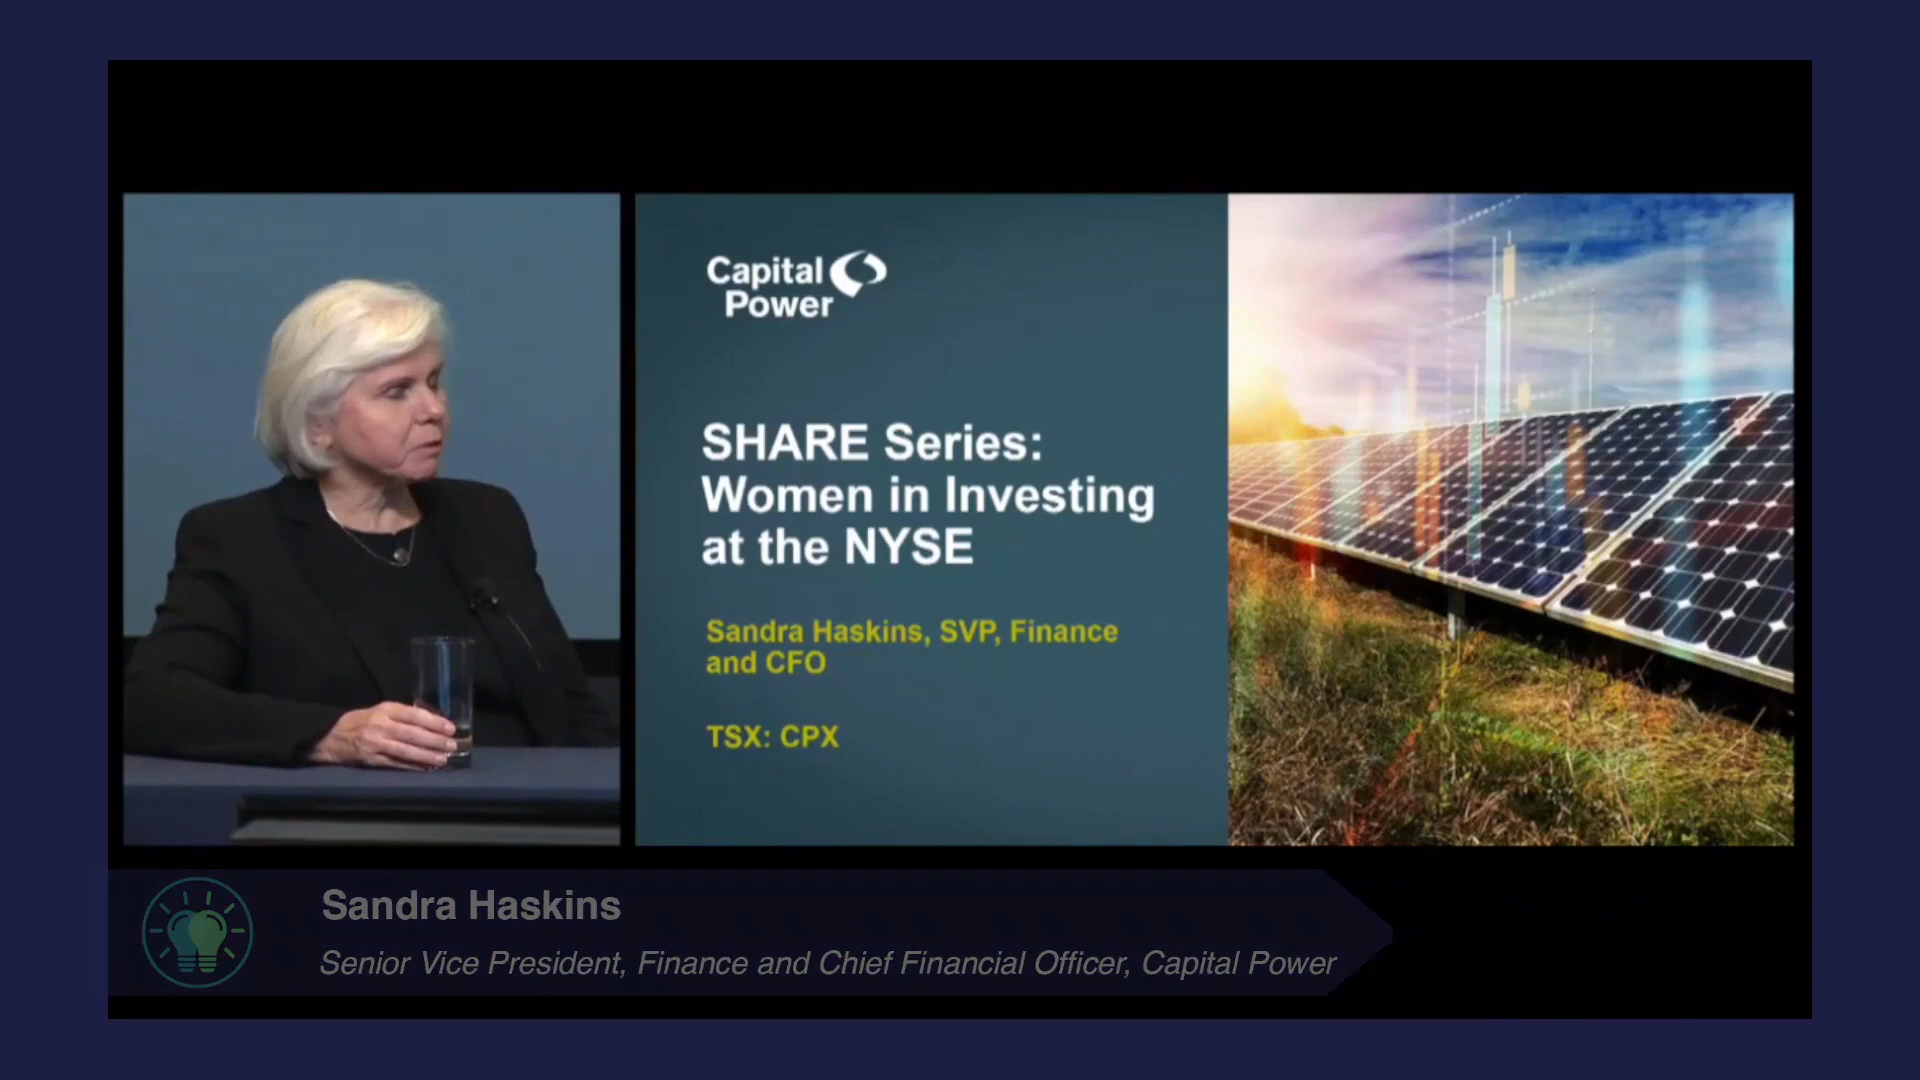 Capital
Power
SHARE Series:
Women in Investing
at the NYSE
Sandra Haskins, SVP, Finance
and CFO
TSX: CPX
Sandra Haskins
Senior Vice President, Finance and Chief Financial Officer, Capital Power